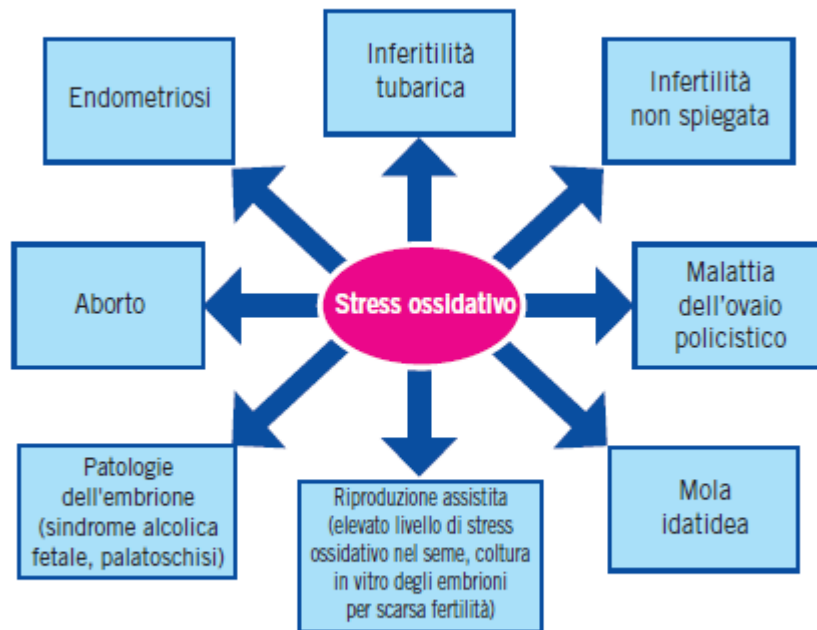 Endometriosi
Inferitilità
tubarica
Infertilità
non spiegata
Aborto
Stress ossidativo
Malattia
dell'ovaio
policistico
Patologie
dell'embrione
(sindrome alcolica
fetale, palatoschisi)
Riproduzione assistita
(elevato livello di stress
ossidativo nel seme, coltura
in vitro degli embrioni
per scarsa fertilità)
Mola
idatidea